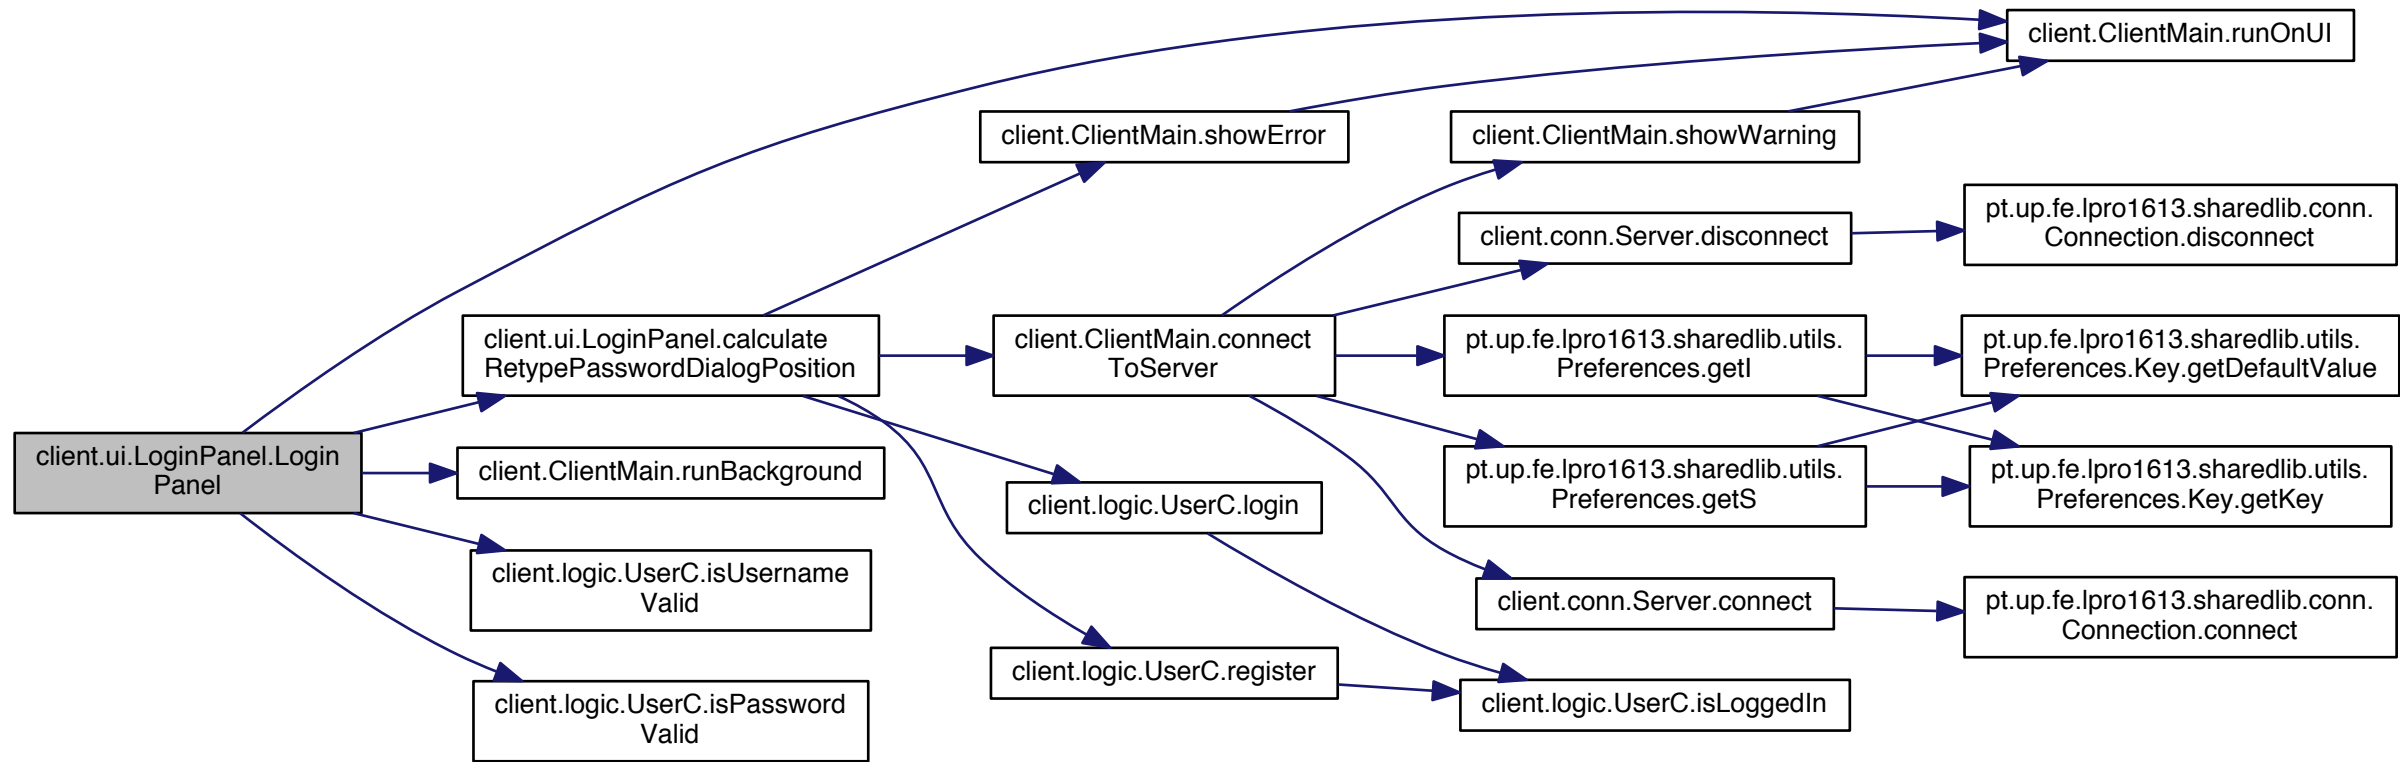 client.ClientMain.runOnUI
client.ClientMain.showError
client.ClientMain.showWarning
pt.up.fe.lpro1613.sharedlib.conn.
Connection.disconnect
client.conn.Server.disconnect
client.ui.LoginPanel.calculate
RetypePasswordDialogPosition
client.ClientMain.connect
ToServer
pt.up.fe.lpro1613.sharedlib.utils.
Preferences.getI
pt.up.fe.lpro1613.sharedlib.utils.
Preferences.Key.getDefaultValue
client.ui.LoginPanel.Login
Panel
client.ClientMain.runBackground
pt.up.fe.lpro1613.sharedlib.utils.
Preferences.getS
pt.up.fe.lpro1613.sharedlib.utils.
Preferences.Key.getKey
client.logic.UserC.login
client.logic.UserC.isUsername
Valid
client.conn.Server.connect
pt.up.fe.lpro1613.sharedlib.conn.
Connection.connect
client.logic.UserC.register
client.logic.UserC.isLoggedIn
client.logic.UserC.isPassword
Valid